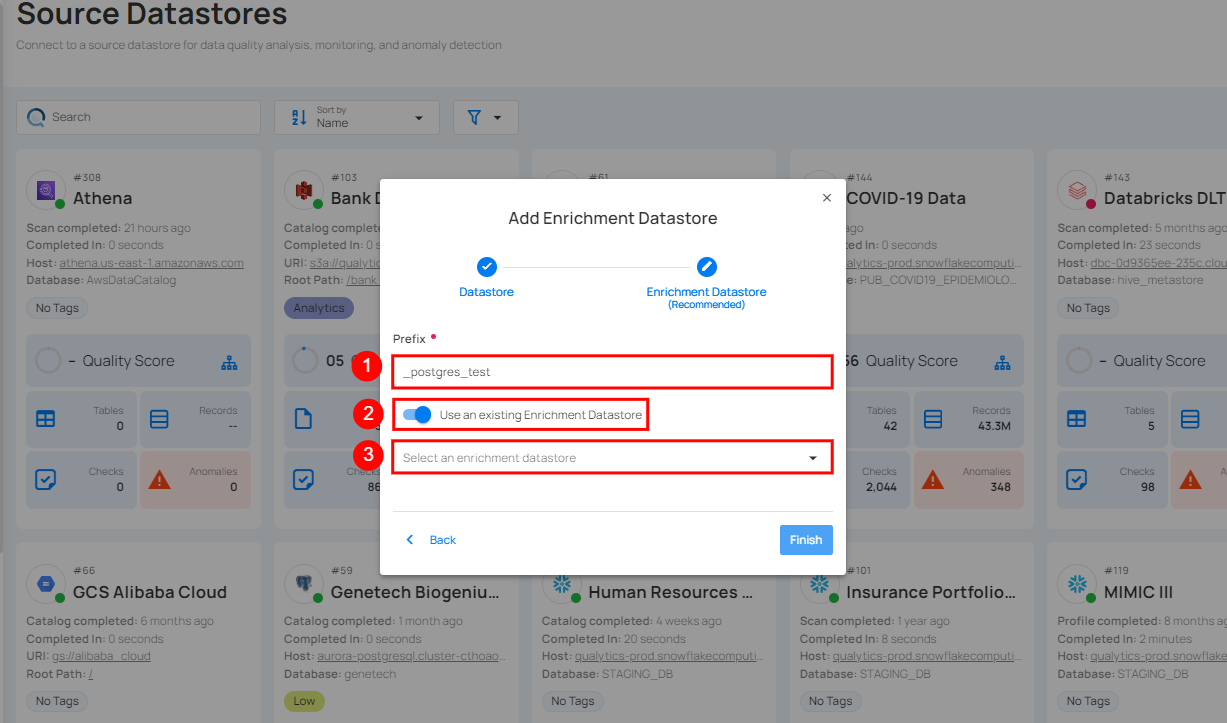 Source Datastores
Connect to a source datastore for data quality analysis, monitoring, and anomaly detection
Search
Sort by
Name
#308
Athena
Scan completed: 21 hours ago
Completed In: 0 seconds
Host: athena.us-east-1.amazonaws.com
Database: AwsDataCatalog
No Tags
– Quality Score
Tables
0
Records
--
Checks
0
Anomalies
0
#103
Bank
Catalog complete
Completed In: 0 s
URI: s3a://qualytic
Root Path: /bank_
Analytics
05
Checks
86
#61
#144
COVID-19 Data
ago
ed In: 0 seconds
alytics-prod.snowflakecomputi...
e: PUB_COVID19_EPIDEMIOLO...
56 Quality Score
Tables
42
Records
43.3M
Checks
2,044
Anomalies
348
#143
Databricks DLT
Scan completed: 5 months ago
Completed In: 23 seconds
Host: dbc-0d9365ee-235c.clou
Database: hive_metastore
No Tags
– Quality Score
Tables
5
Checks
98
A
Add Enrichment Datastore
Datastore
Enrichment Datastore
(Recommended)
Prefix
1
_postgres_test
2
Use an existing Enrichment Datastore
3
Select an enrichment datastore
Back
Finish
#66
GCS Alibaba Cloud
Catalog completed: 6 months ago
Completed In: 0 seconds
URI: gs://alibaba_cloud
Root Path: /
No Tags
#59
Genetech Biogeniu...
Catalog completed: 1 month ago
Completed In: 0 seconds
Host: aurora-postgresql.cluster-cthoao...
Database: genetech
Low
Human Resources ...
Catalog completed: 4 weeks ago
Completed In: 20 seconds
Host: qualytics-prod.snowflakecomputi...
Database: STAGING_DB
No Tags
#101
Insurance Portfolio...
Scan completed: 1 year ago
Completed In: 8 seconds
Host: qualytics-prod.snowflakecomputi...
Database: STAGING_DB
No Tags
#119
MIMIC III
Profile completed: 8 months ag
Completed In: 2 minutes
Host: qualytics-prod.snowflakecomputi
Database: STAGING_DB
No Tags